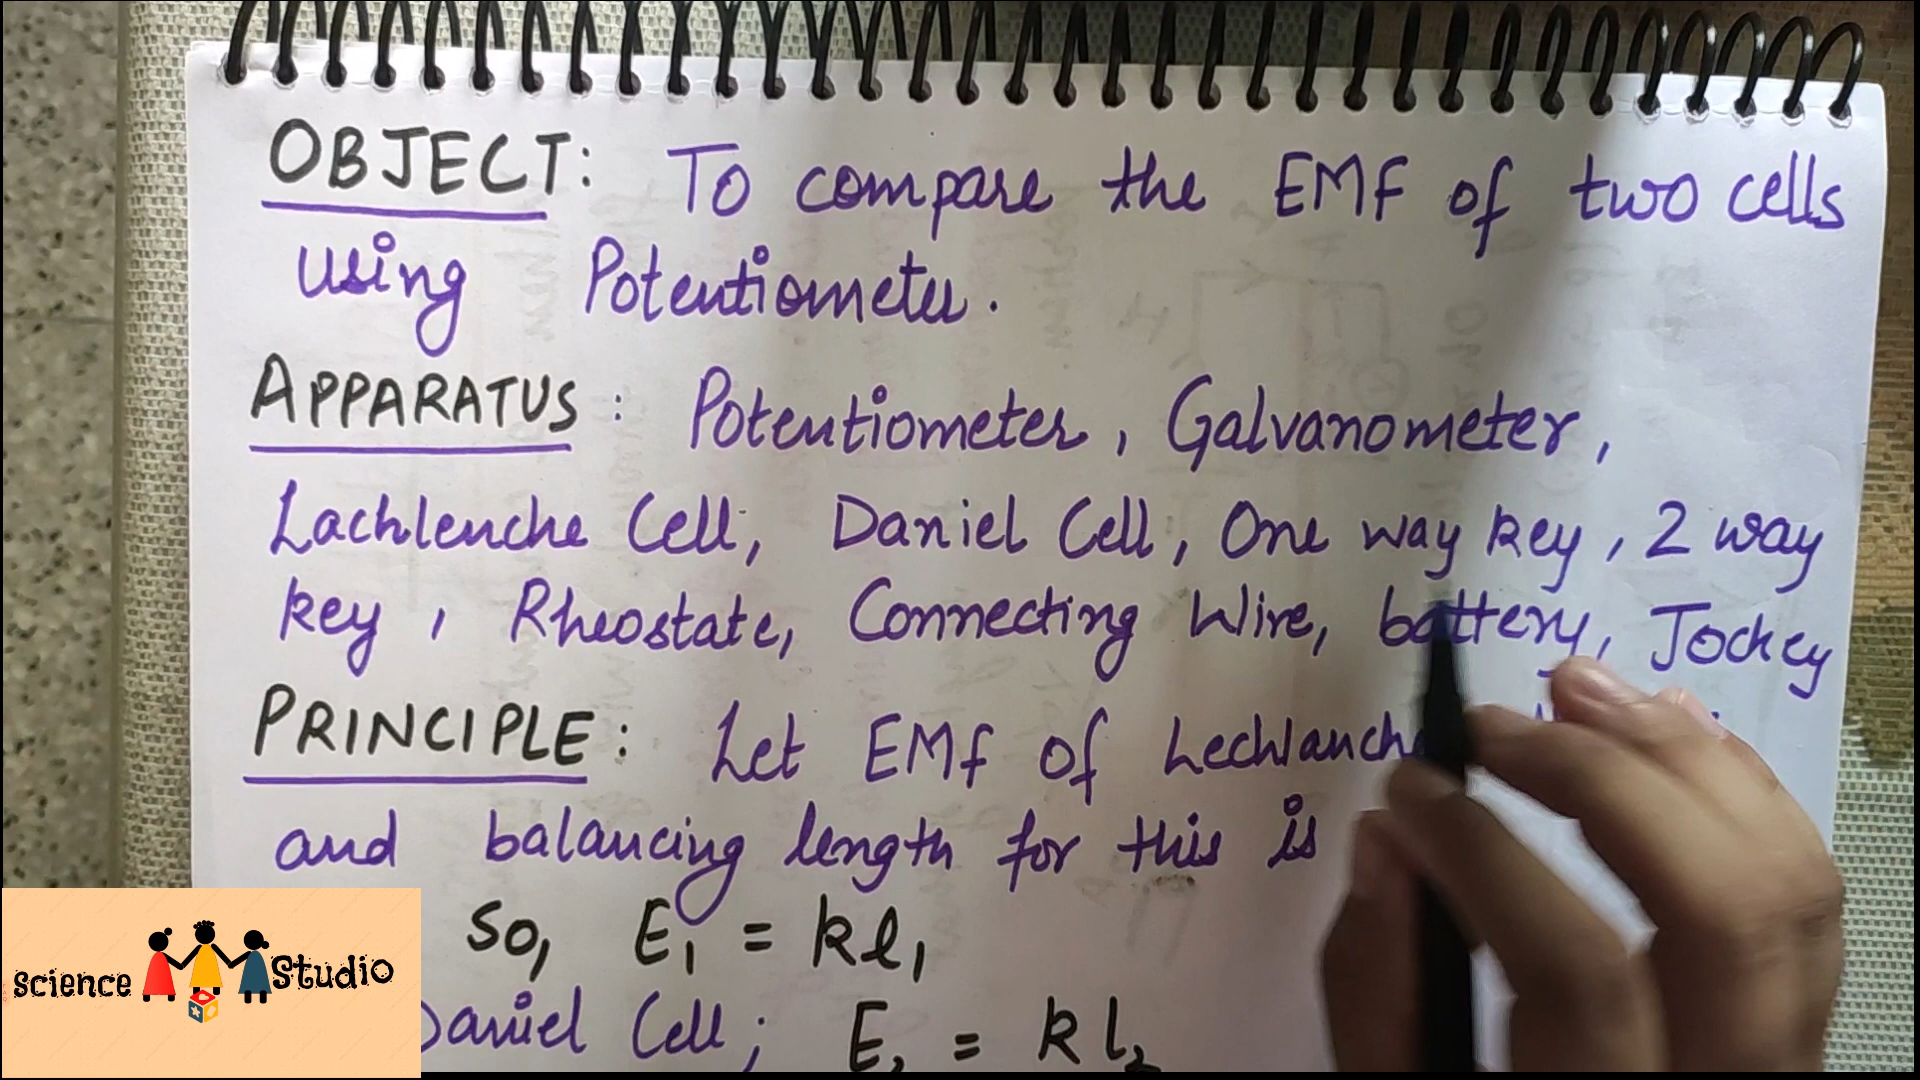 OBJECT: To compare the EMF of two cells
using Potentiometer.
APPARATUS: Potentiometer, Galvanometer,
Lachlenche Cell, Daniel Cell, One way key, 2 way
key, Rheostate, Connecting Wire, battery, Jockey
PRINCIPLE: Let EMF of Lechlanche
and balancing length for this is
So, E₁ = kl₁
Daniel Cell; E₂ = kl₂
Science Studio